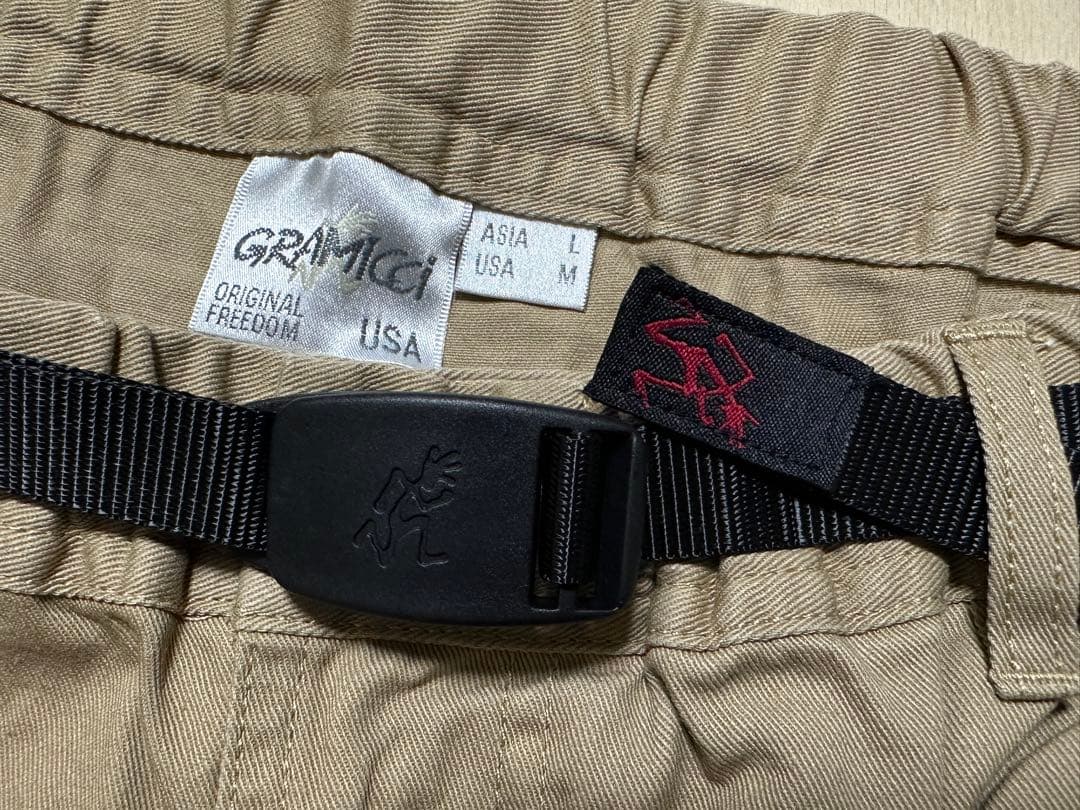 GRAMICCi
ORIGINAL
FREEDOM
USA
ASIA L
USA M